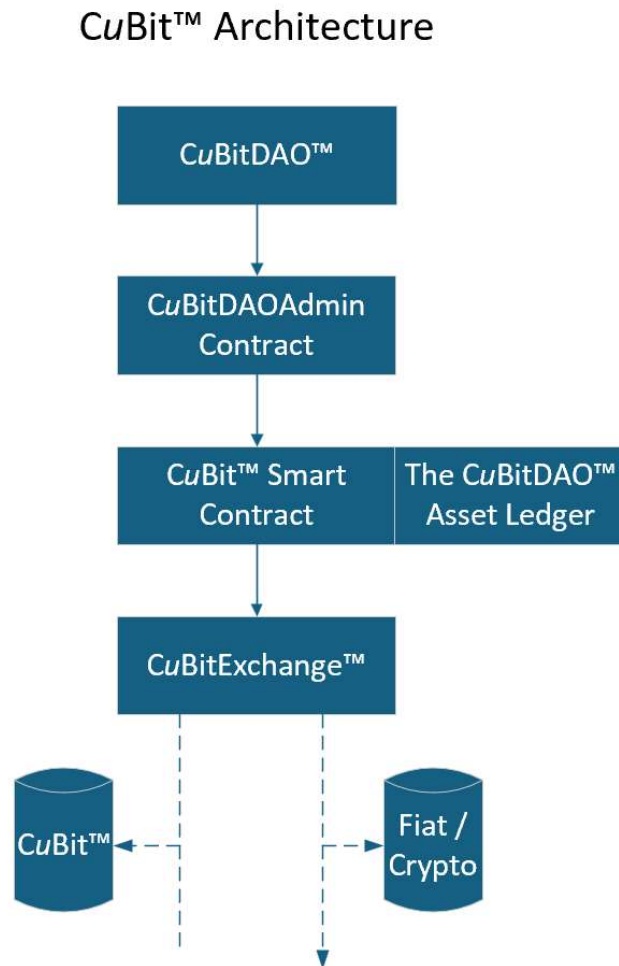 CuBit™ Architecture
CuBitDAO™
CuBitDAOAdmin
Contract
CuBit™ Smart
Contract
The CuBitDAO™
Asset Ledger
CuBitExchange™
CuBit™
Fiat /
Crypto